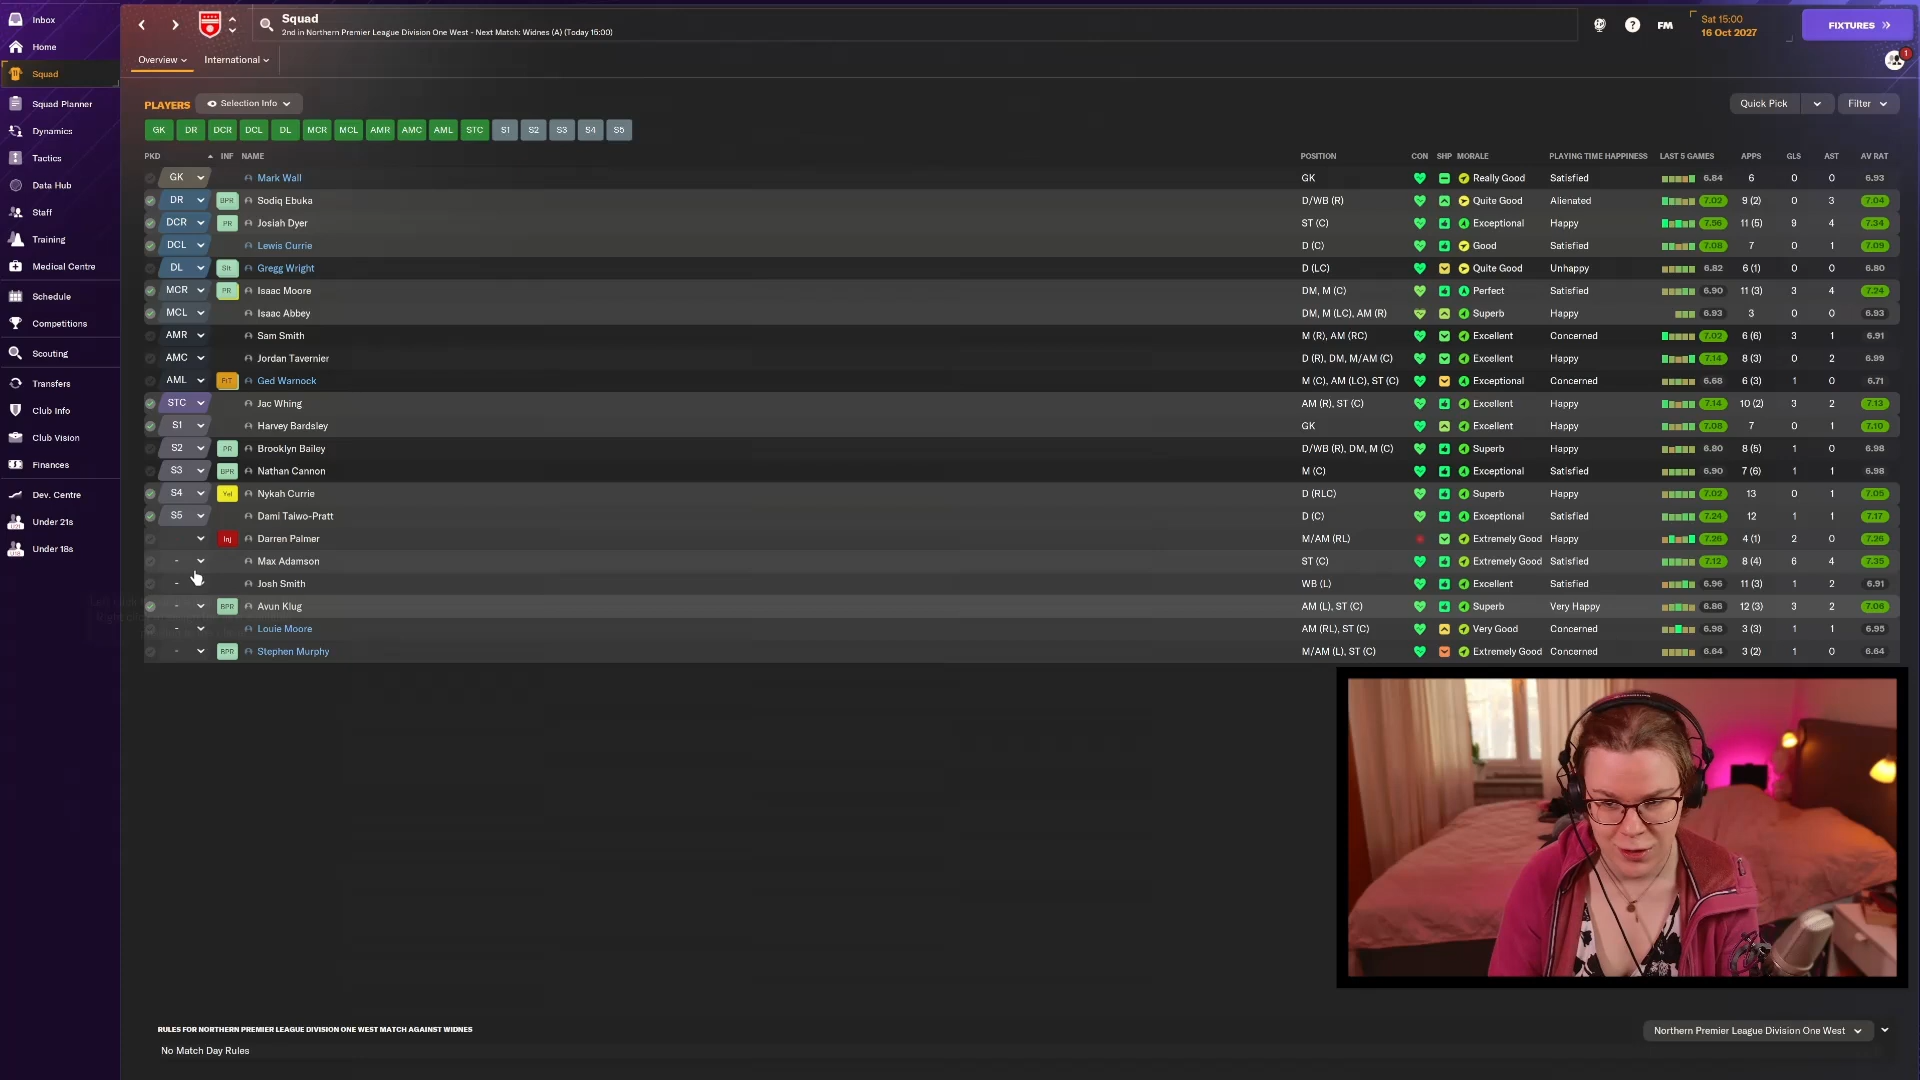 Inbox
Home
Squad
Squad Planner
Dynamics
Tactics
Data Hub
Staff
Training
Medical Centre
Schedule
Competitions
Scouting
Transfers
Club Info
Club Vision
Finances
Dev. Centre
Under 21s
Under 18s
Squad
2nd in Northern Premier League Division One West - Next Match: Widnes (A) (Today 15:00)
FM
Sat 15:00
16 Oct 2027
FIXTURES
1
Overview
International
PLAYERS Selection Info
Quick Pick Filter
GK DR DCR DCL DL MCR MCL AMR AMC AML STC S1 S2 S3 S4 S5
PKD INF NAME POSITION CON SHP MORALE PLAYING TIME HAPPINESS LAST 5 GAMES APPS GLS AST AV RAT
GK Mark Wall GK Really Good Satisfied 6.84 6 0 0 6.93
DR BPR Sodiq Ebuka D/WB (R) Quite Good Alienated 7.02 9 (2) 0 3 7.04
DCR PR Josiah Dyer ST (C) Exceptional Happy 7.56 11 (5) 9 4 7.34
DCL Lewis Currie D (C) Good Satisfied 7.08 7 0 1 7.09
DL Slt Gregg Wright D (LC) Quite Good Unhappy 6.82 6 (1) 0 0 6.80
MCR PR Isaac Moore DM, M (C) Perfect Satisfied 6.90 11 (3) 3 4 7.24
MCL Isaac Abbey DM, M (LC), AM (R) Superb Happy 6.93 3 0 0 6.93
AMR Sam Smith M (R), AM (RC) Excellent Concerned 7.02 6 (6) 3 1 6.91
AMC Jordan Tavernier D (R), DM, M/AM (C) Excellent Happy 7.14 8 (3) 0 2 6.99
AML FIT Ged Warnock M (C), AM (LC), ST (C) Exceptional Concerned 6.68 6 (3) 1 0 6.71
STC Jac Whing AM (R), ST (C) Excellent Happy 7.14 10 (2) 3 2 7.13
S1 Harvey Bardsley GK Excellent Happy 7.08 7 0 1 7.10
S2 PR Brooklyn Bailey D/WB (R), DM, M (C) Superb Happy 6.80 8 (5) 1 0 6.98
S3 BPR Nathan Cannon M (C) Exceptional Satisfied 6.90 7 (6) 1 1 6.98
S4 Yel Nykah Currie D (RLC) Superb Happy 7.02 13 0 1 7.05
S5 Dami Taiwo-Pratt D (C) Exceptional Satisfied 7.24 12 1 1 7.17
Inj Darren Palmer M/AM (RL) Extremely Good Happy 7.26 4 (1) 2 0 7.26
- Max Adamson ST (C) Extremely Good Satisfied 7.12 8 (4) 6 4 7.35
- Josh Smith WB (L) Excellent Satisfied 6.96 11 (3) 1 2 6.91
- BPR Avun Klug AM (L), ST (C) Superb Very Happy 6.86 12 (3) 3 2 7.06
- Louie Moore AM (RL), ST (C) Very Good Concerned 6.98 3 (3) 1 1 6.95
- BPR Stephen Murphy M/AM (L), ST (C) Extremely Good Concerned 6.64 3 (2) 1 0 6.64
RULES FOR NORTHERN PREMIER LEAGUE DIVISION ONE WEST MATCH AGAINST WIDNES
Northern Premier League Division One West
No Match Day Rules